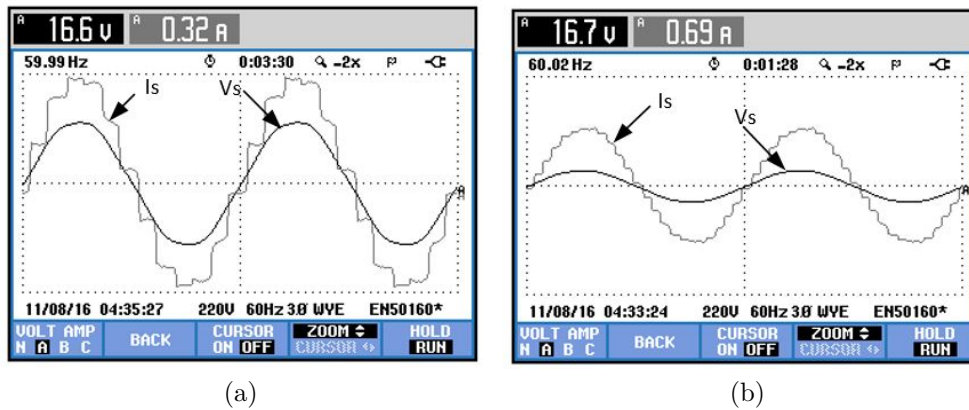 A 16.6 V A 0.32 A
59.99 Hz 0:03:30 -2x
Is Vs
A
11/08/16 04:35:27 220V 60Hz 3Ø WYE EN50160*
VOLT AMP
N A B C
BACK
CURSOR
ON OFF
ZOOM
CURSOR
HOLD
RUN
(a)
A 16.7 V A 0.69 A
60.02 Hz 0:01:28 -2x
Is
Vs
A
11/08/16 04:33:24 220V 60Hz 3Ø WYE EN50160*
VOLT AMP
N A B C
BACK
CURSOR
ON OFF
ZOOM
CURSOR
HOLD
RUN
(b)